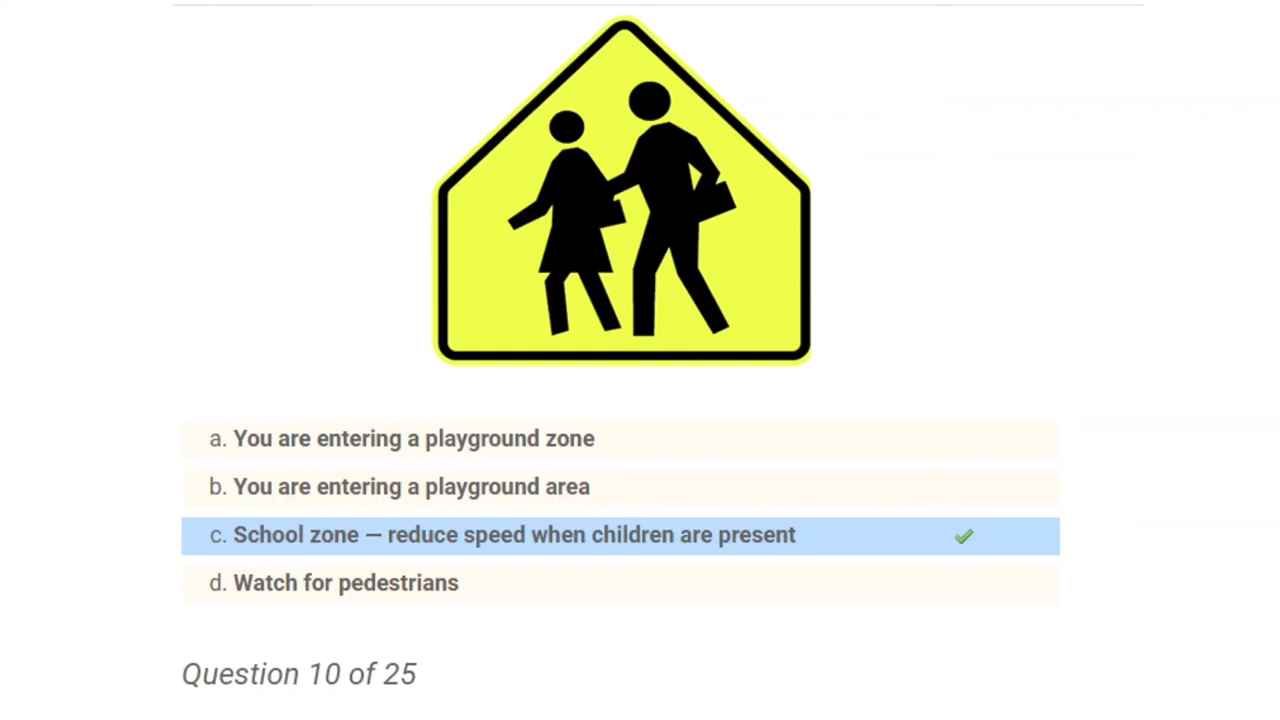 a. You are entering a playground zone
b. You are entering a playground area
c. School zone — reduce speed when children are present
d. Watch for pedestrians
Question 10 of 25